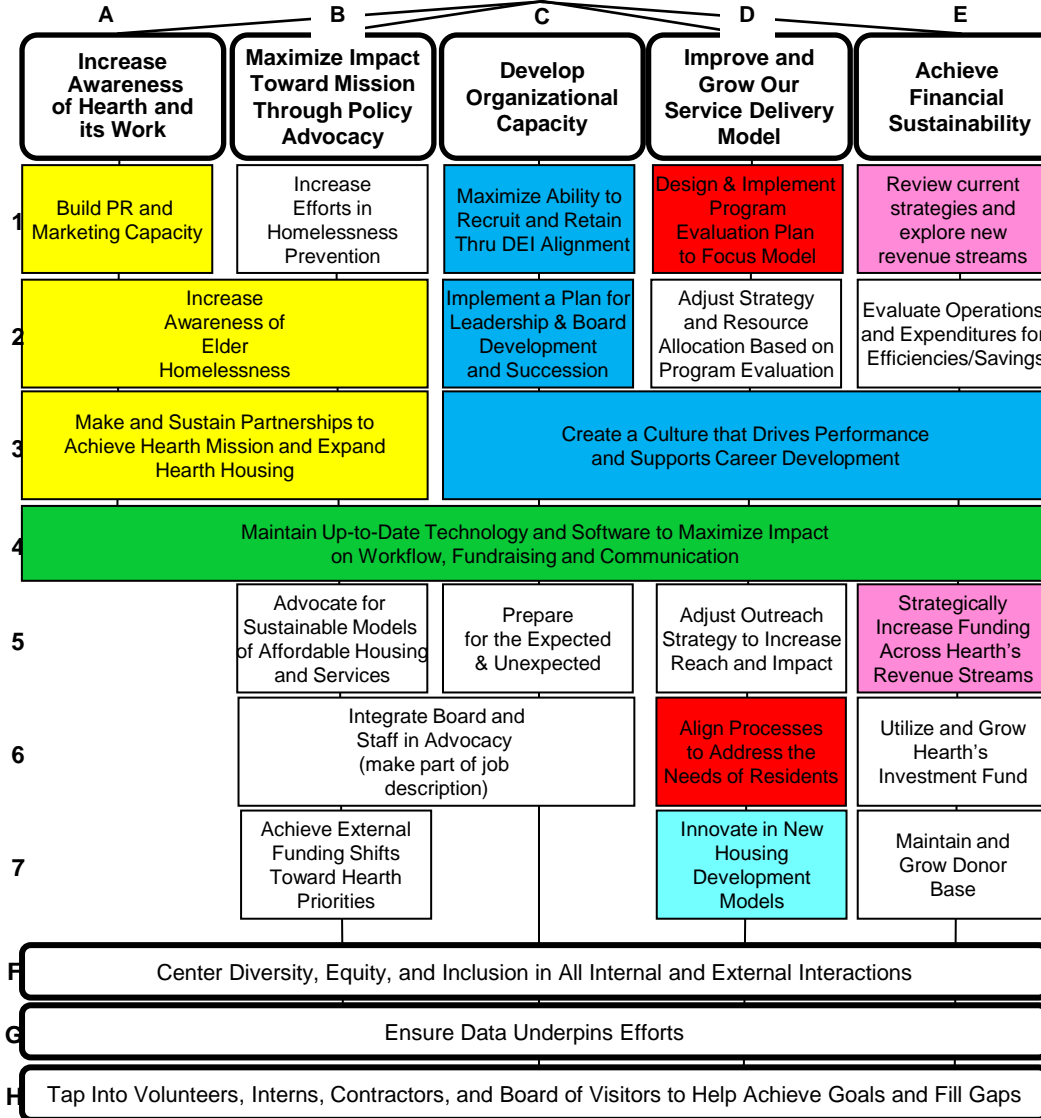 A B C D E
Increase
Awareness
of Hearth and
its Work
Maximize Impact
Toward Mission
Through Policy
Advocacy
Develop
Organizational
Capacity
Improve and
Grow Our
Service Delivery
Model
Achieve
Financial
Sustainability
1
Build PR and
Marketing Capacity
Increase
Efforts in
Homelessness
Prevention
Maximize Ability to
Recruit and Retain
Thru DEI Alignment
Design & Implement
Program
Evaluation Plan
to Focus Model
Review current
strategies and
explore new
revenue streams
2
Increase
Awareness of
Elder
Homelessness
Implement a Plan for
Leadership & Board
Development
and Succession
Adjust Strategy
and Resource
Allocation Based on
Program Evaluation
Evaluate Operations
and Expenditures for
Efficiencies/Savings
3
Make and Sustain Partnerships to
Achieve Hearth Mission and Expand
Hearth Housing
Create a Culture that Drives Performance
and Supports Career Development
4
Maintain Up-to-Date Technology and Software to Maximize Impact
on Workflow, Fundraising and Communication
5
Advocate for
Sustainable Models
of Affordable Housing
and Services
Prepare
for the Expected
& Unexpected
Adjust Outreach
Strategy to Increase
Reach and Impact
Strategically
Increase Funding
Across Hearth's
Revenue Streams
6
Integrate Board and
Staff in Advocacy
(make part of job
description)
Align Processes
to Address the
Needs of Residents
Utilize and Grow
Hearth's
Investment Fund
7
Achieve External
Funding Shifts
Toward Hearth
Priorities
Innovate in New
Housing
Development
Models
Maintain and
Grow Donor
Base
F
Center Diversity, Equity, and Inclusion in All Internal and External Interactions
G
Ensure Data Underpins Efforts
H
Tap Into Volunteers, Interns, Contractors, and Board of Visitors to Help Achieve Goals and Fill Gaps